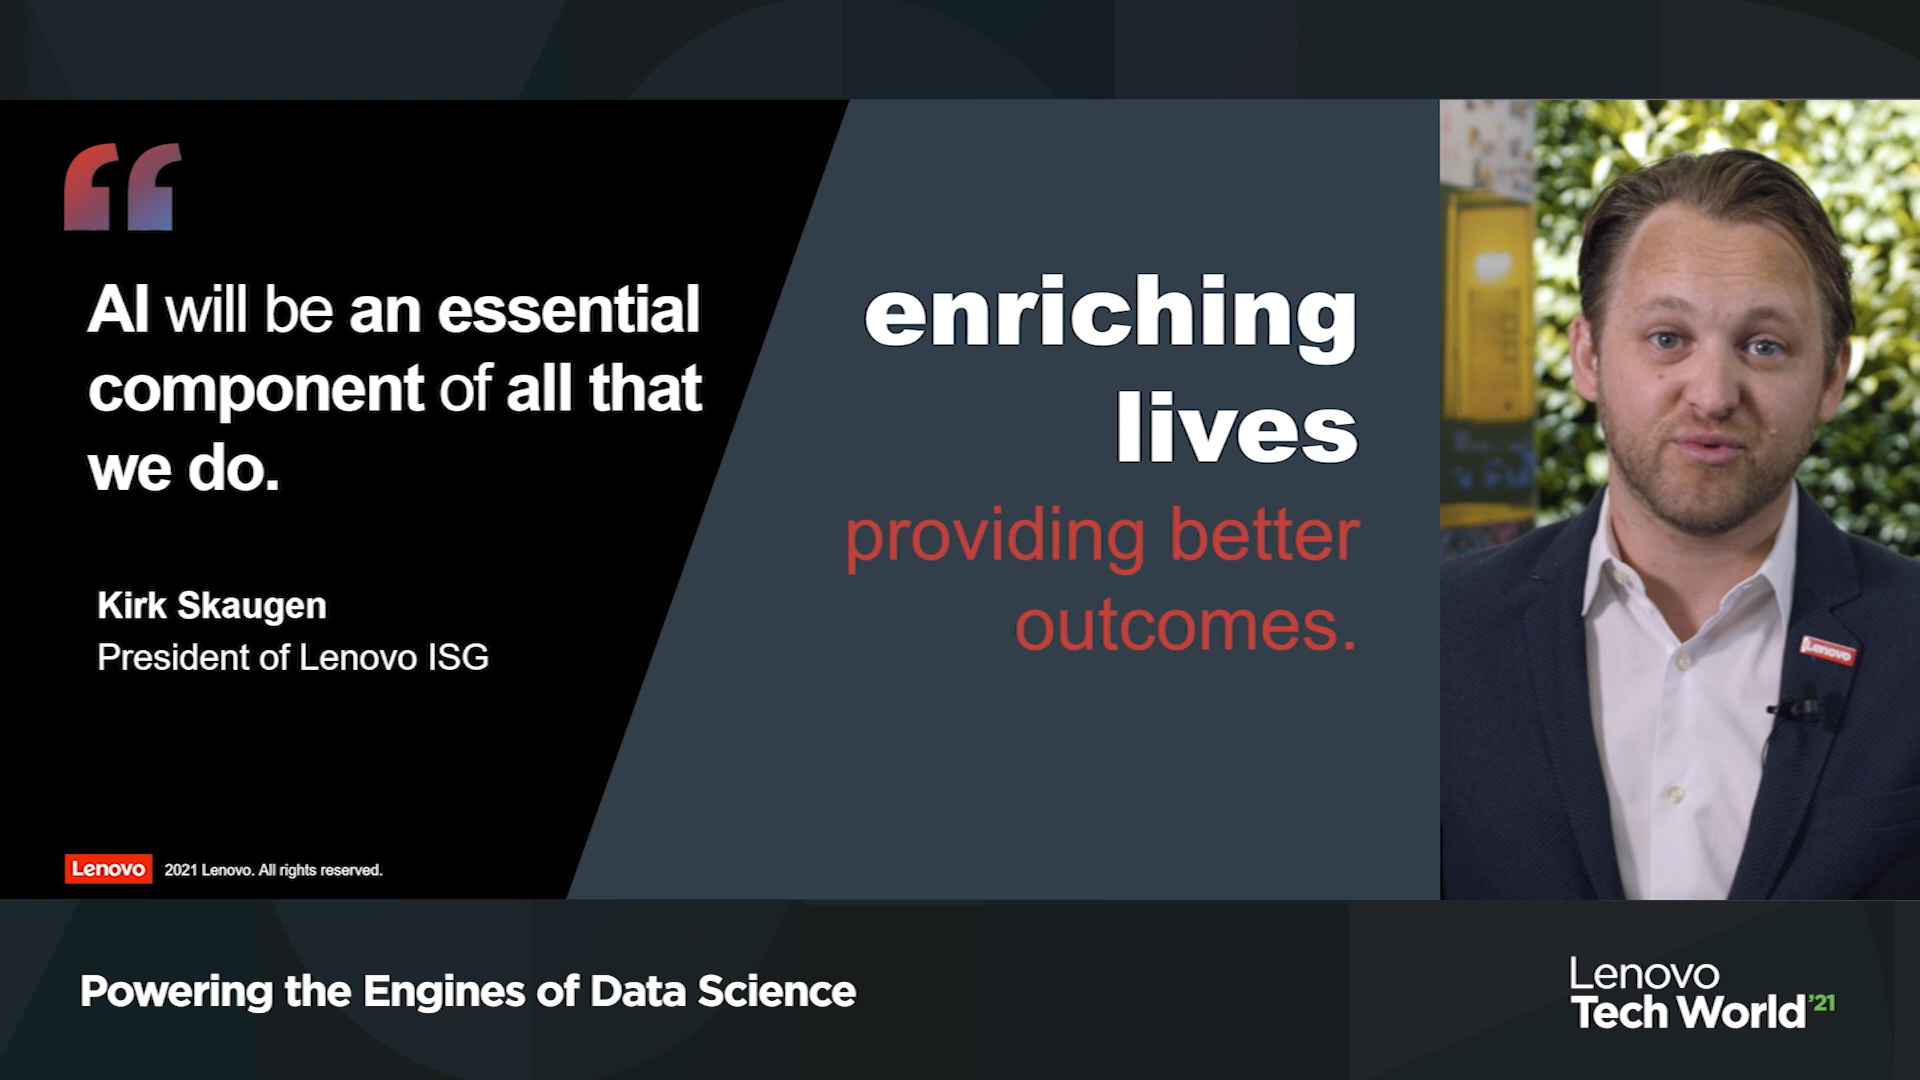 AI will be an essential
component of all that
we do.
Kirk Skaugen
President of Lenovo ISG
Lenovo 2021 Lenovo. All rights reserved.
enriching
lives
providing better
outcomes.
Lenovo
Powering the Engines of Data Science
Lenovo
Tech World '21